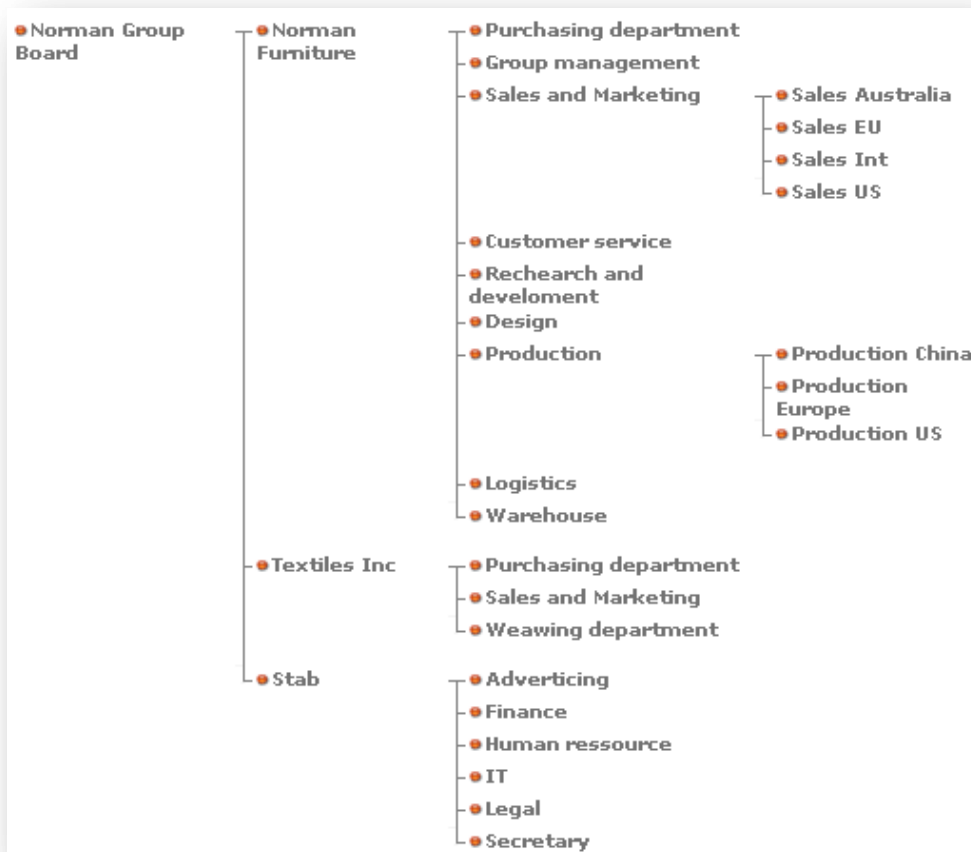 Norman Group
Board
Norman
Furniture
Purchasing department
Group management
Sales and Marketing
Sales Australia
Sales EU
Sales Int
Sales US
Customer service
Rechearch and
develoment
Design
Production
Production China
Production
Europe
Production US
Logistics
Warehouse
Textiles Inc
Purchasing department
Sales and Marketing
Weawing department
Stab
Adverticing
Finance
Human ressource
IT
Legal
Secretary